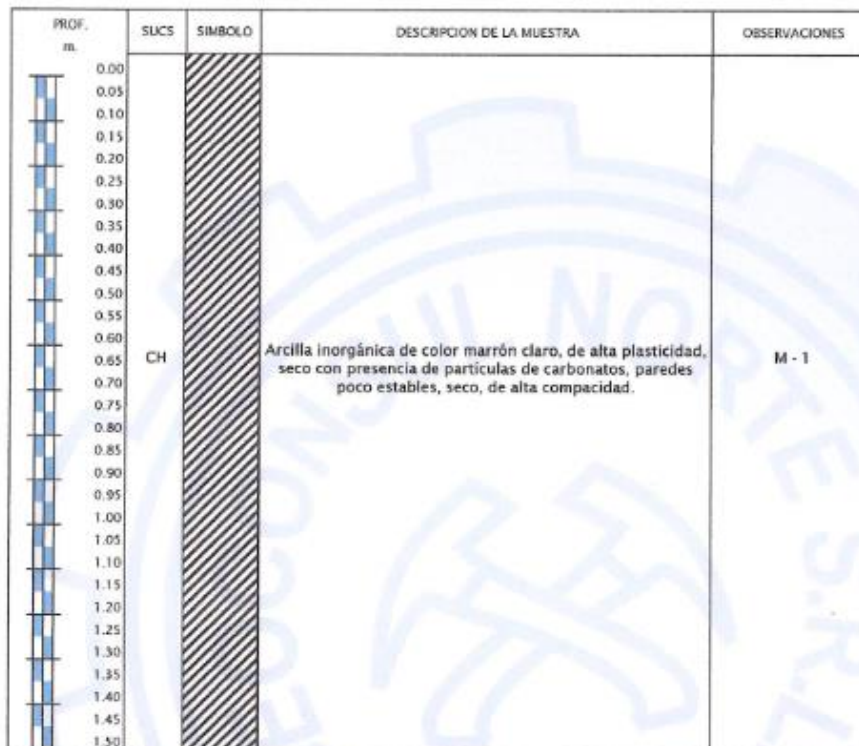 PROF.
m.
SUCS
SIMBOLO
DESCRIPCION DE LA MUESTRA
OBSERVACIONES
0.00
0.05
0.10
0.15
0.20
0.25
0.30
0.35
0.40
0.45
0.50
0.55
0.60
0.65
0.70
0.75
0.80
0.85
0.90
0.95
1.00
1.05
1.10
1.15
1.20
1.25
1.30
1.35
1.40
1.45
1.50
CH
Arcilla inorgánica de color marrón claro, de alta plasticidad,
seco con presencia de partículas de carbonatos, paredes
poco estables, seco, de alta compacidad.
M - 1
NORTE S.R.L